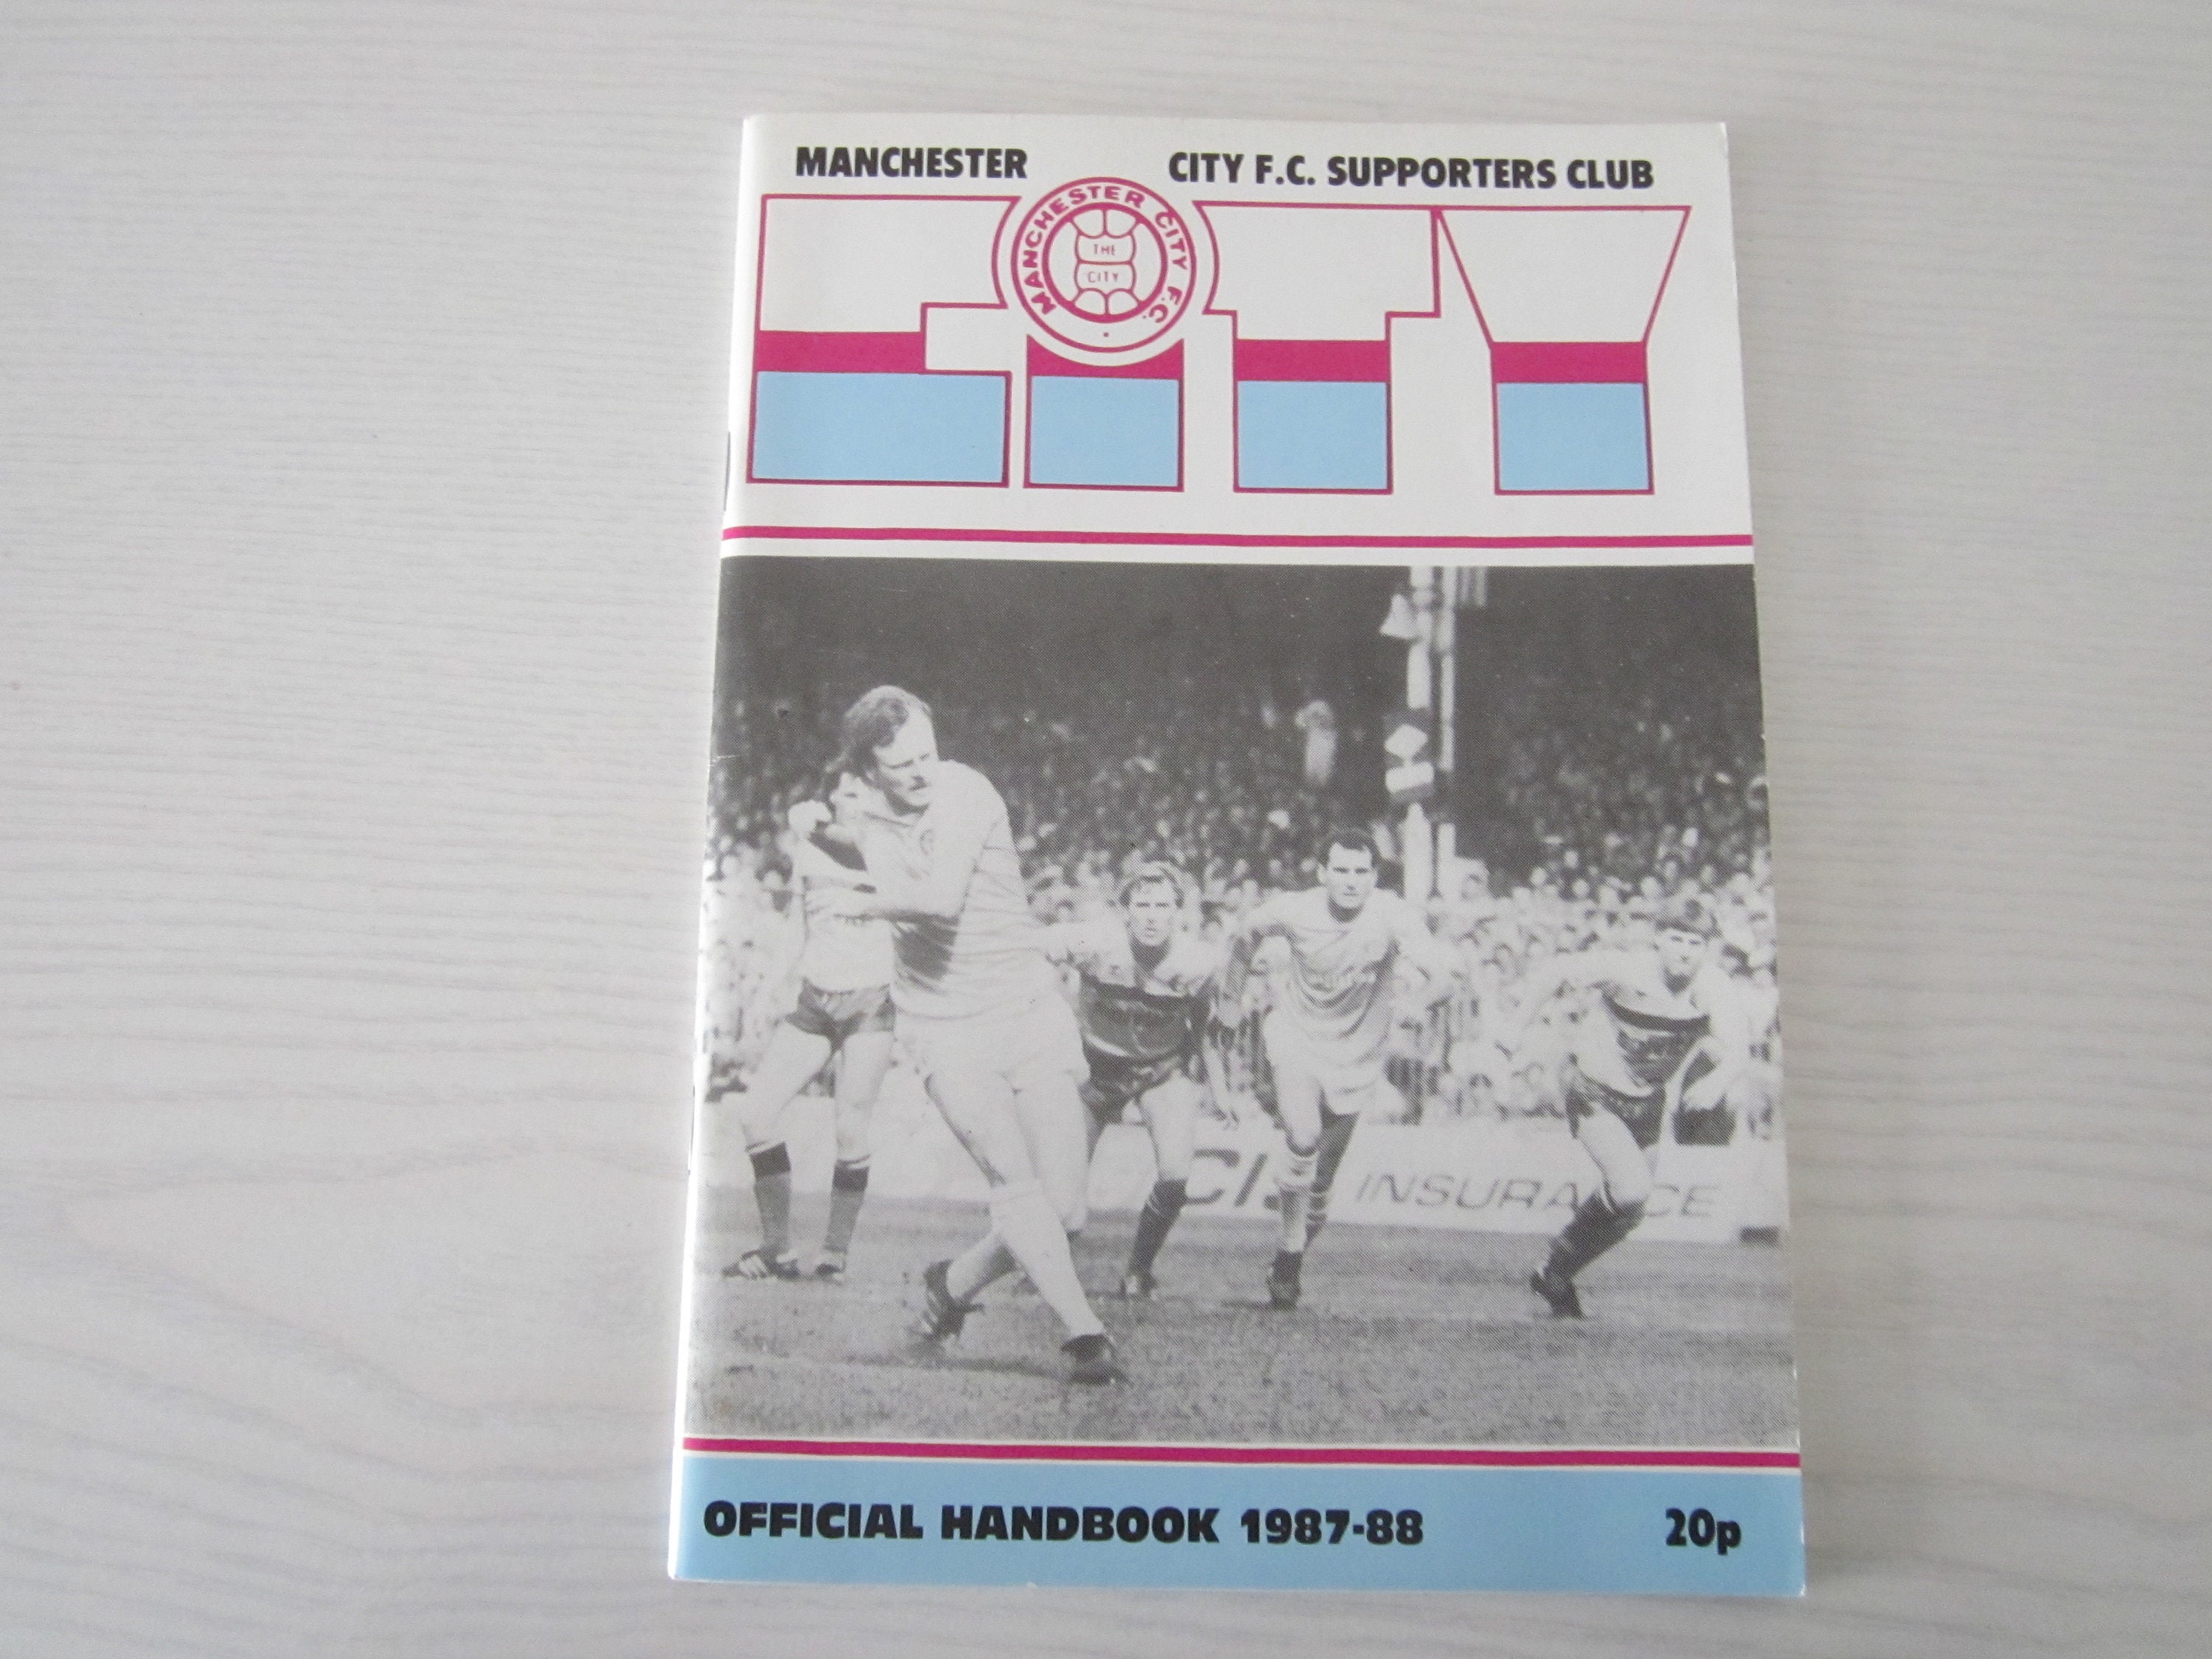 MANCHESTER CITY F.C. SUPPORTERS CLUB
MANCHESTER CITY F.C.
THE
CITY
CITY
INSURANCE
OFFICIAL HANDBOOK 1987-88 20p